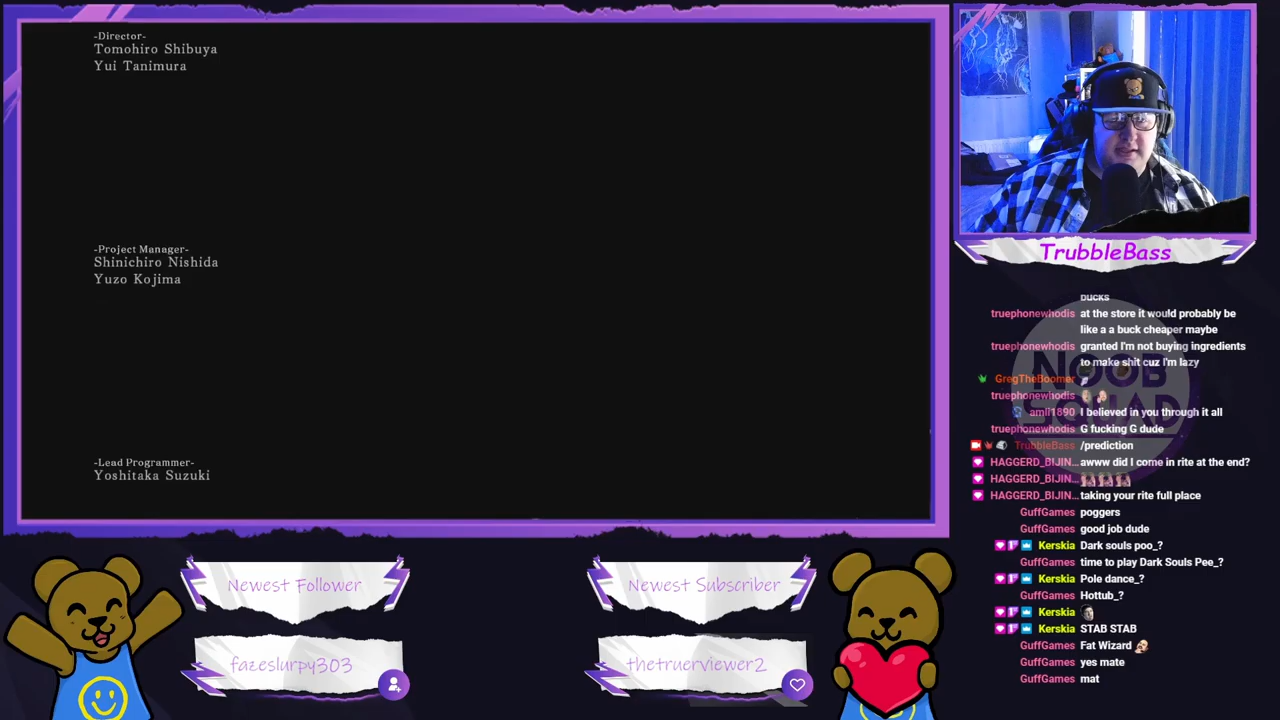 -Director-
Tomohiro Shibuya
Yui Tanimura
-Project Manager-
Shinichiro Nishida
Yuzo Kojima
-Lead Programmer-
Yoshitaka Suzuki
TrubbleBass
BUCKS
truephonewhodis at the store it would probably be
like a a buck cheaper maybe
truephonewhodis granted I'm not buying ingredients
to make shit cuz I'm lazy
GregTheBoomer
truephonewhodis
amli1890 I believed in you through it all
truephonewhodis G fucking G dude
TrubbleBass /prediction
HAGGERD_BIJIN... awww did I come in rite at the end?
HAGGERD_BIJIN...
HAGGERD_BIJIN... taking your rite full place
GuffGames poggers
GuffGames good job dude
Kerskia Dark souls poo_?
GuffGames time to play Dark Souls Pee_?
Kerskia Pole dance_?
GuffGames Hottub_?
Kerskia
Kerskia STAB STAB
GuffGames Fat Wizard
GuffGames yes mate
GuffGames mat
NOOB
SQUAD
Newest Follower
fazeslurpy303
Newest Subscriber
thetruerviewer2